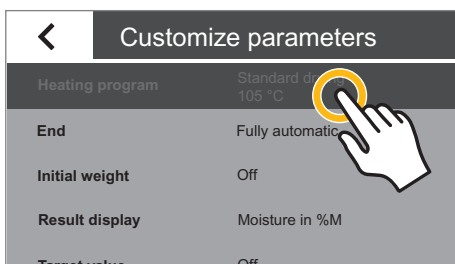 Customize parameters
Heating program Standard drying
105 °C
End Fully automatic
Initial weight Off
Result display Moisture in %M
Target value Off